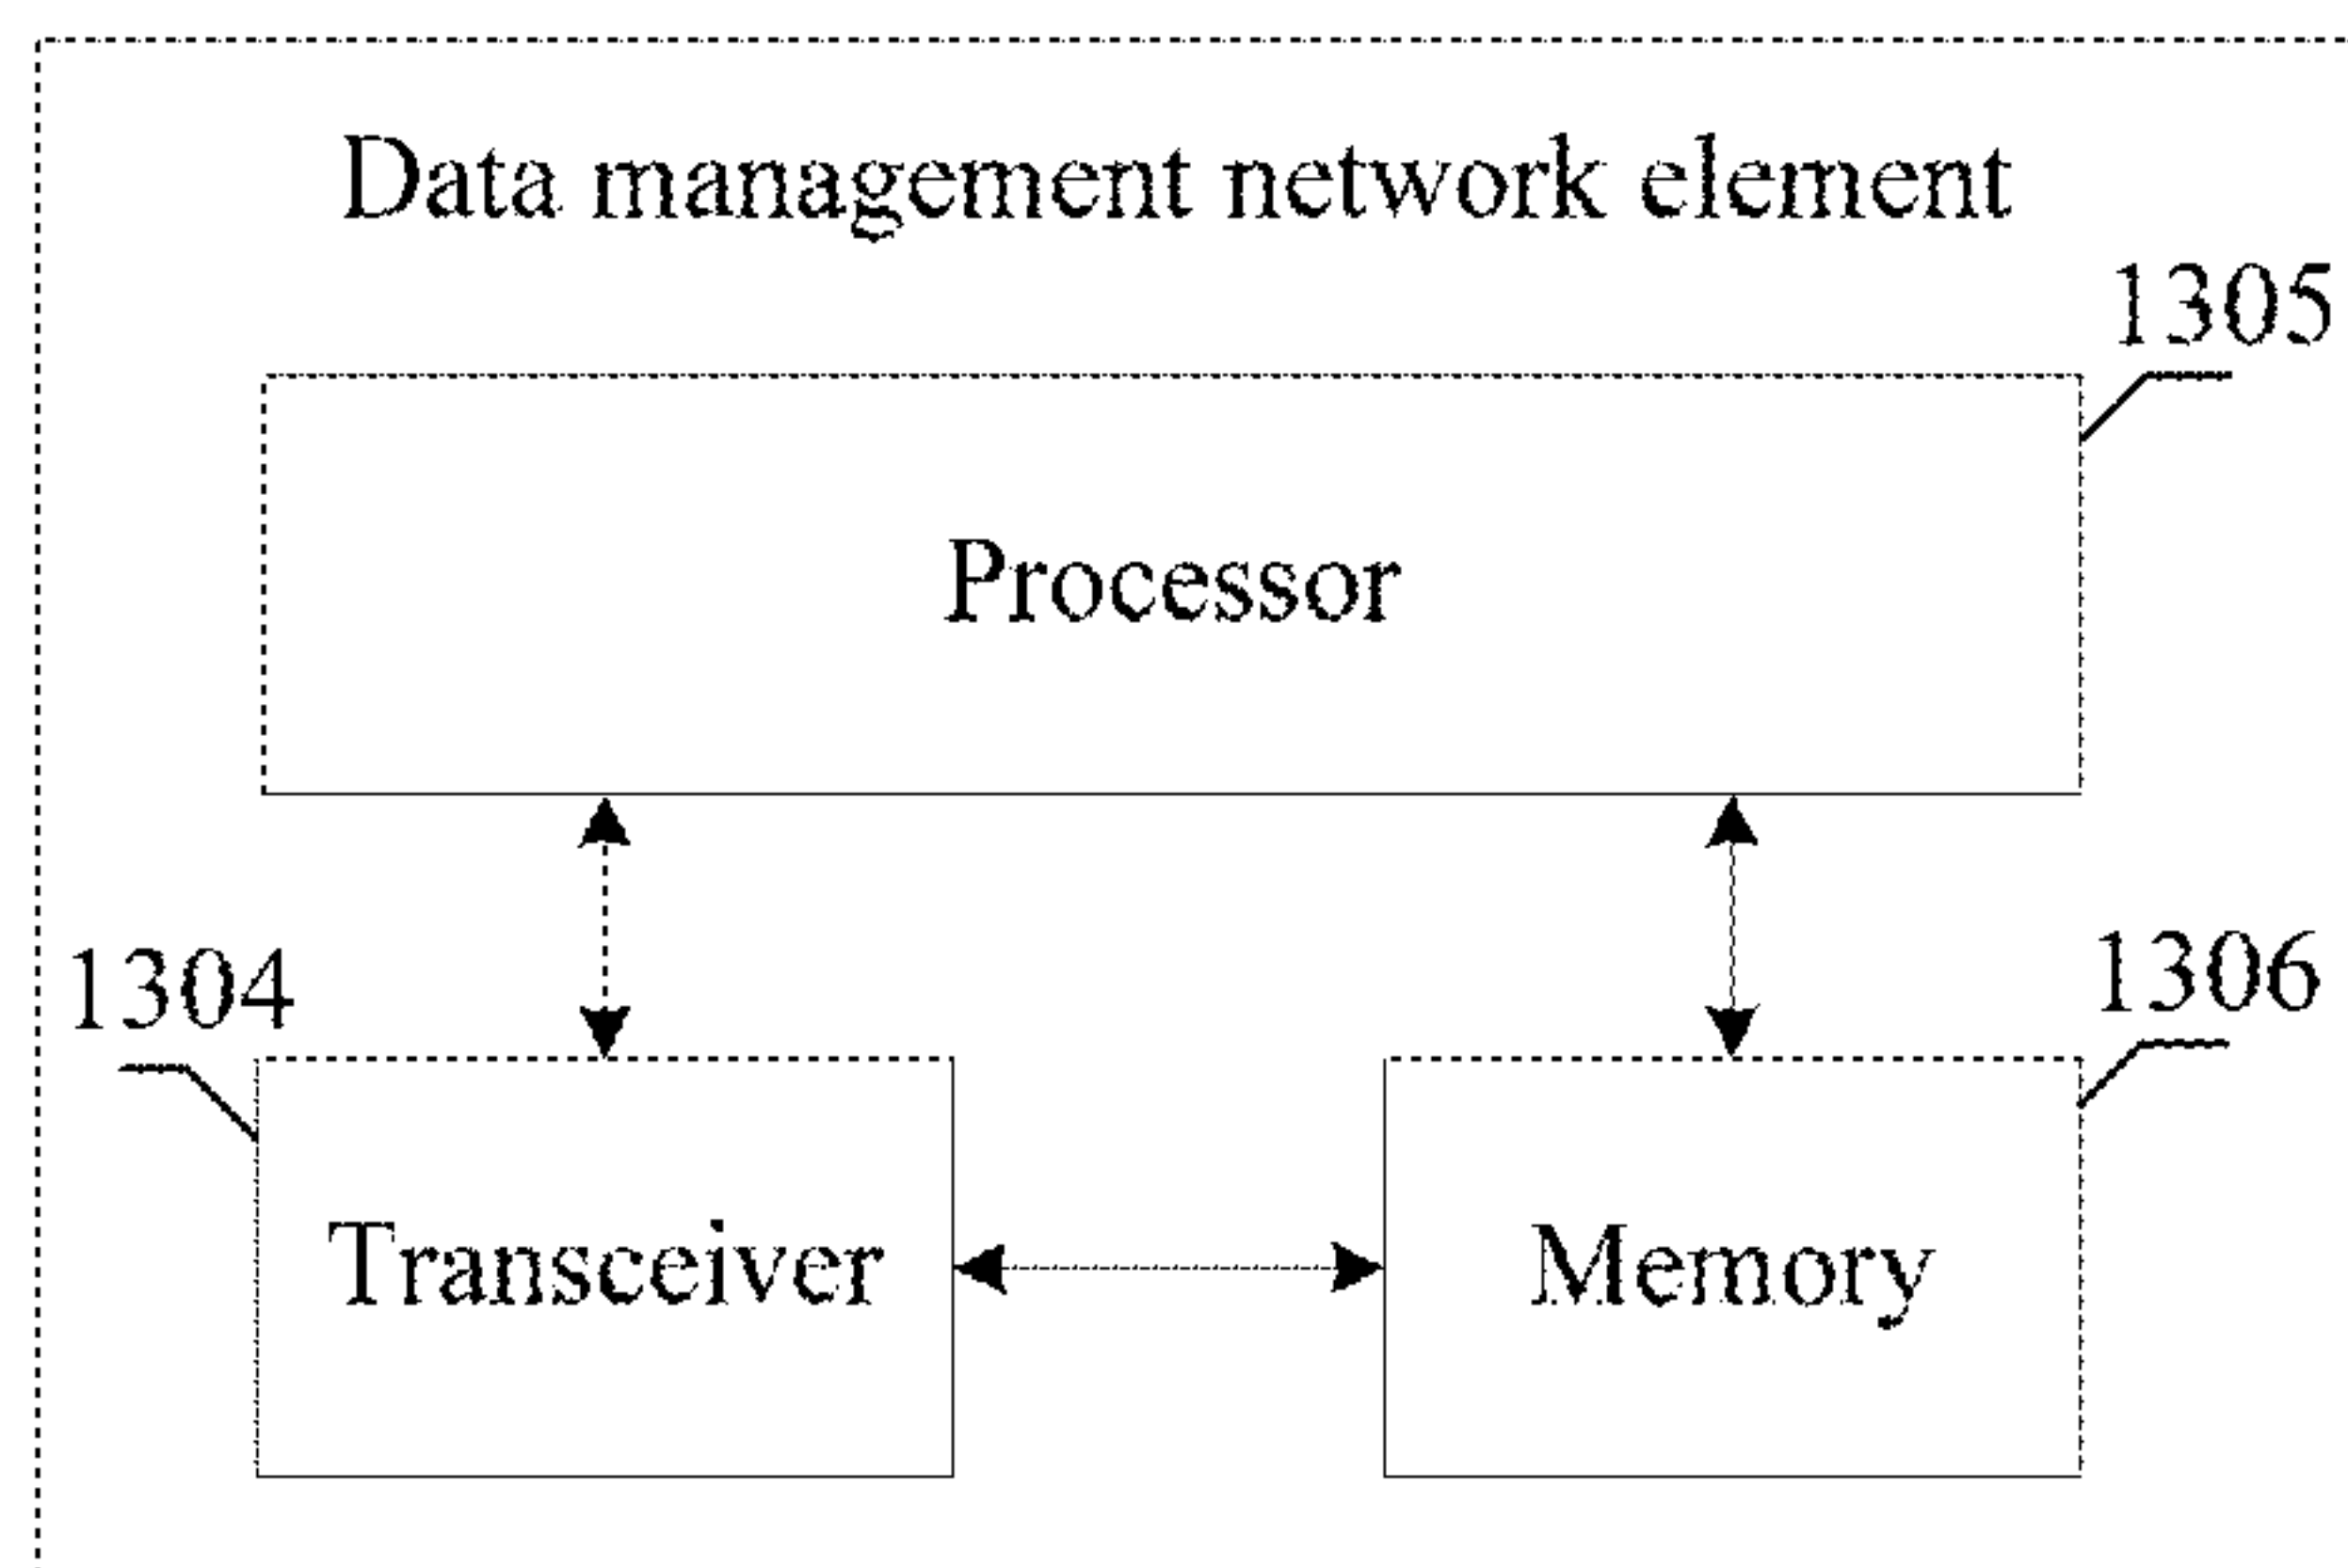 Data management network element
1305
Processor
1304
1306
Transceiver
Memory